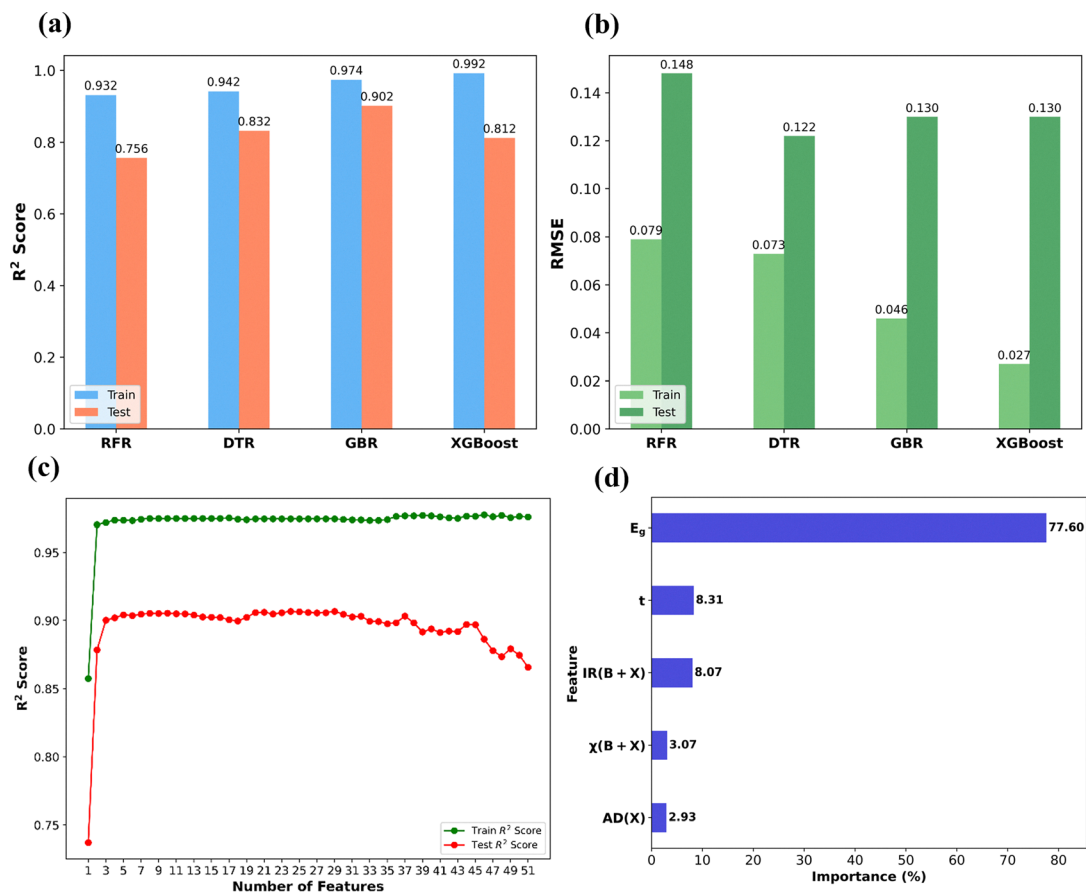 (a)
R² Score
1.0
0.8
0.6
0.4
0.2
0.0
0.932
0.756
0.942
0.832
0.974
0.902
0.992
0.812
Train
Test
RFR DTR GBR XGBoost
(b)
RMSE
0.14
0.12
0.10
0.08
0.06
0.04
0.02
0.00
0.079
0.148
0.073
0.122
0.046
0.130
0.027
0.130
Train
Test
RFR DTR GBR XGBoost
(c)
R² Score
0.95
0.90
0.85
0.80
0.75
Train R² Score
Test R² Score
1 3 5 7 9 11 13 15 17 19 21 23 25 27 29 31 33 35 37 39 41 43 45 47 49 51
Number of Features
(d)
Feature
E_g 77.60
t 8.31
IR(B + X) 8.07
χ(B + X) 3.07
AD(X) 2.93
0 10 20 30 40 50 60 70 80
Importance (%)